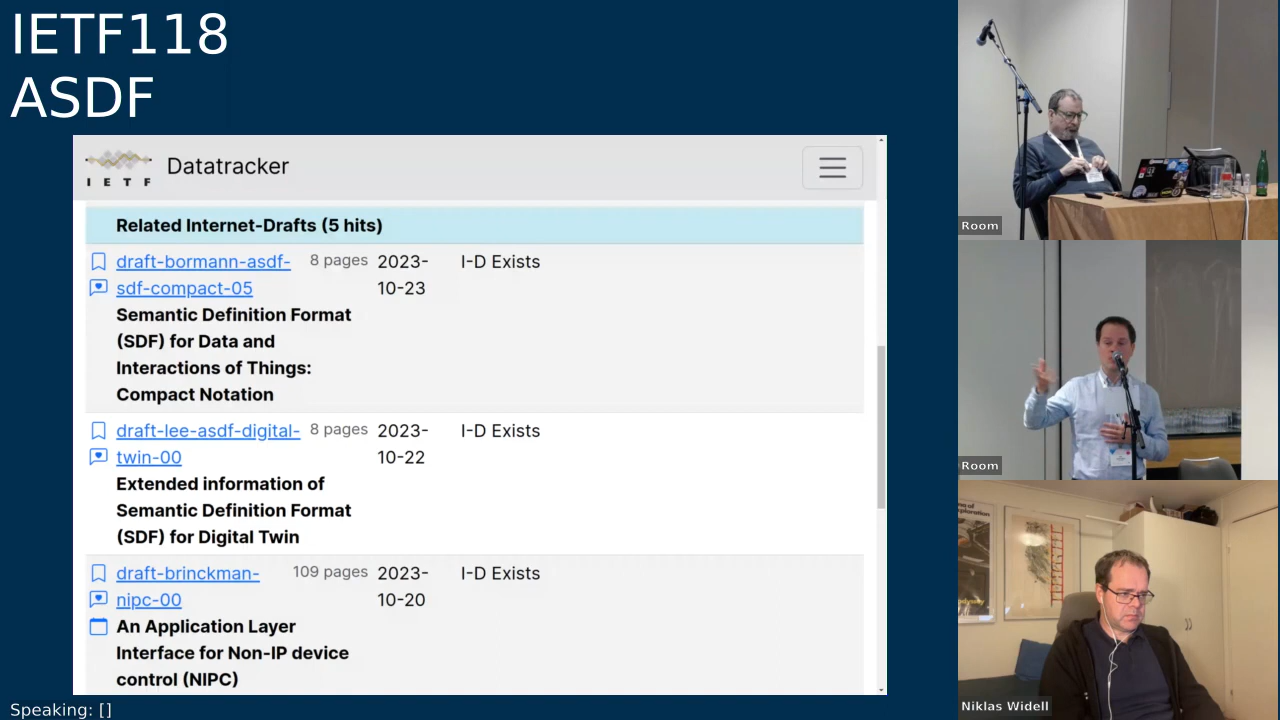 IETF118
ASDF
IETF
Datatracker
Related Internet-Drafts (5 hits)
draft-bormann-asdf- 8 pages 2023- I-D Exists
sdf-compact-05 10-23
Semantic Definition Format
(SDF) for Data and
Interactions of Things:
Compact Notation
draft-lee-asdf-digital- 8 pages 2023- I-D Exists
twin-00 10-22
Extended information of
Semantic Definition Format
(SDF) for Digital Twin
draft-brinckman- 109 pages 2023- I-D Exists
nipc-00 10-20
An Application Layer
Interface for Non-IP device
control (NIPC)
Speaking: []
Room
Room
Niklas Widell